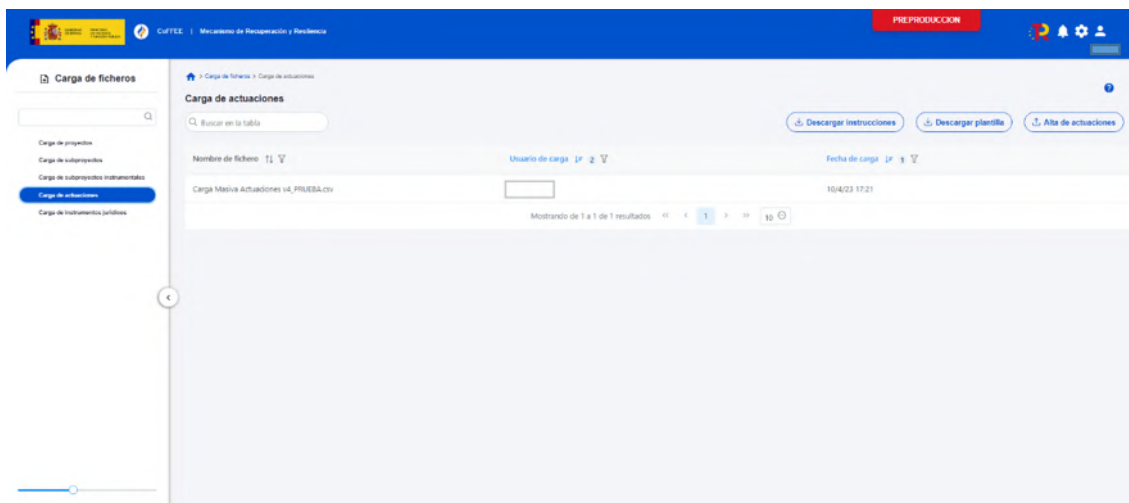 PREPRODUCCION
CoFFEE | Mecanismo de Recuperación y Resiliencia
Carga de ficheros
Carga de proyectos
Carga de subproyectos
Carga de subproyectos instrumentales
Carga de actuaciones
Carga de instrumentos jurídicos
> Carga de ficheros > Carga de actuaciones
Carga de actuaciones
Buscar en la tabla
Descargar instrucciones
Descargar plantilla
Alta de actuaciones
Nombre de fichero
Usuario de carga 2
Fecha de carga 1
Carga Masiva Actuaciones v4_PRUEBA.csv
10/4/23 17:21
Mostrando de 1 a 1 de 1 resultados << < 1 > >> 10